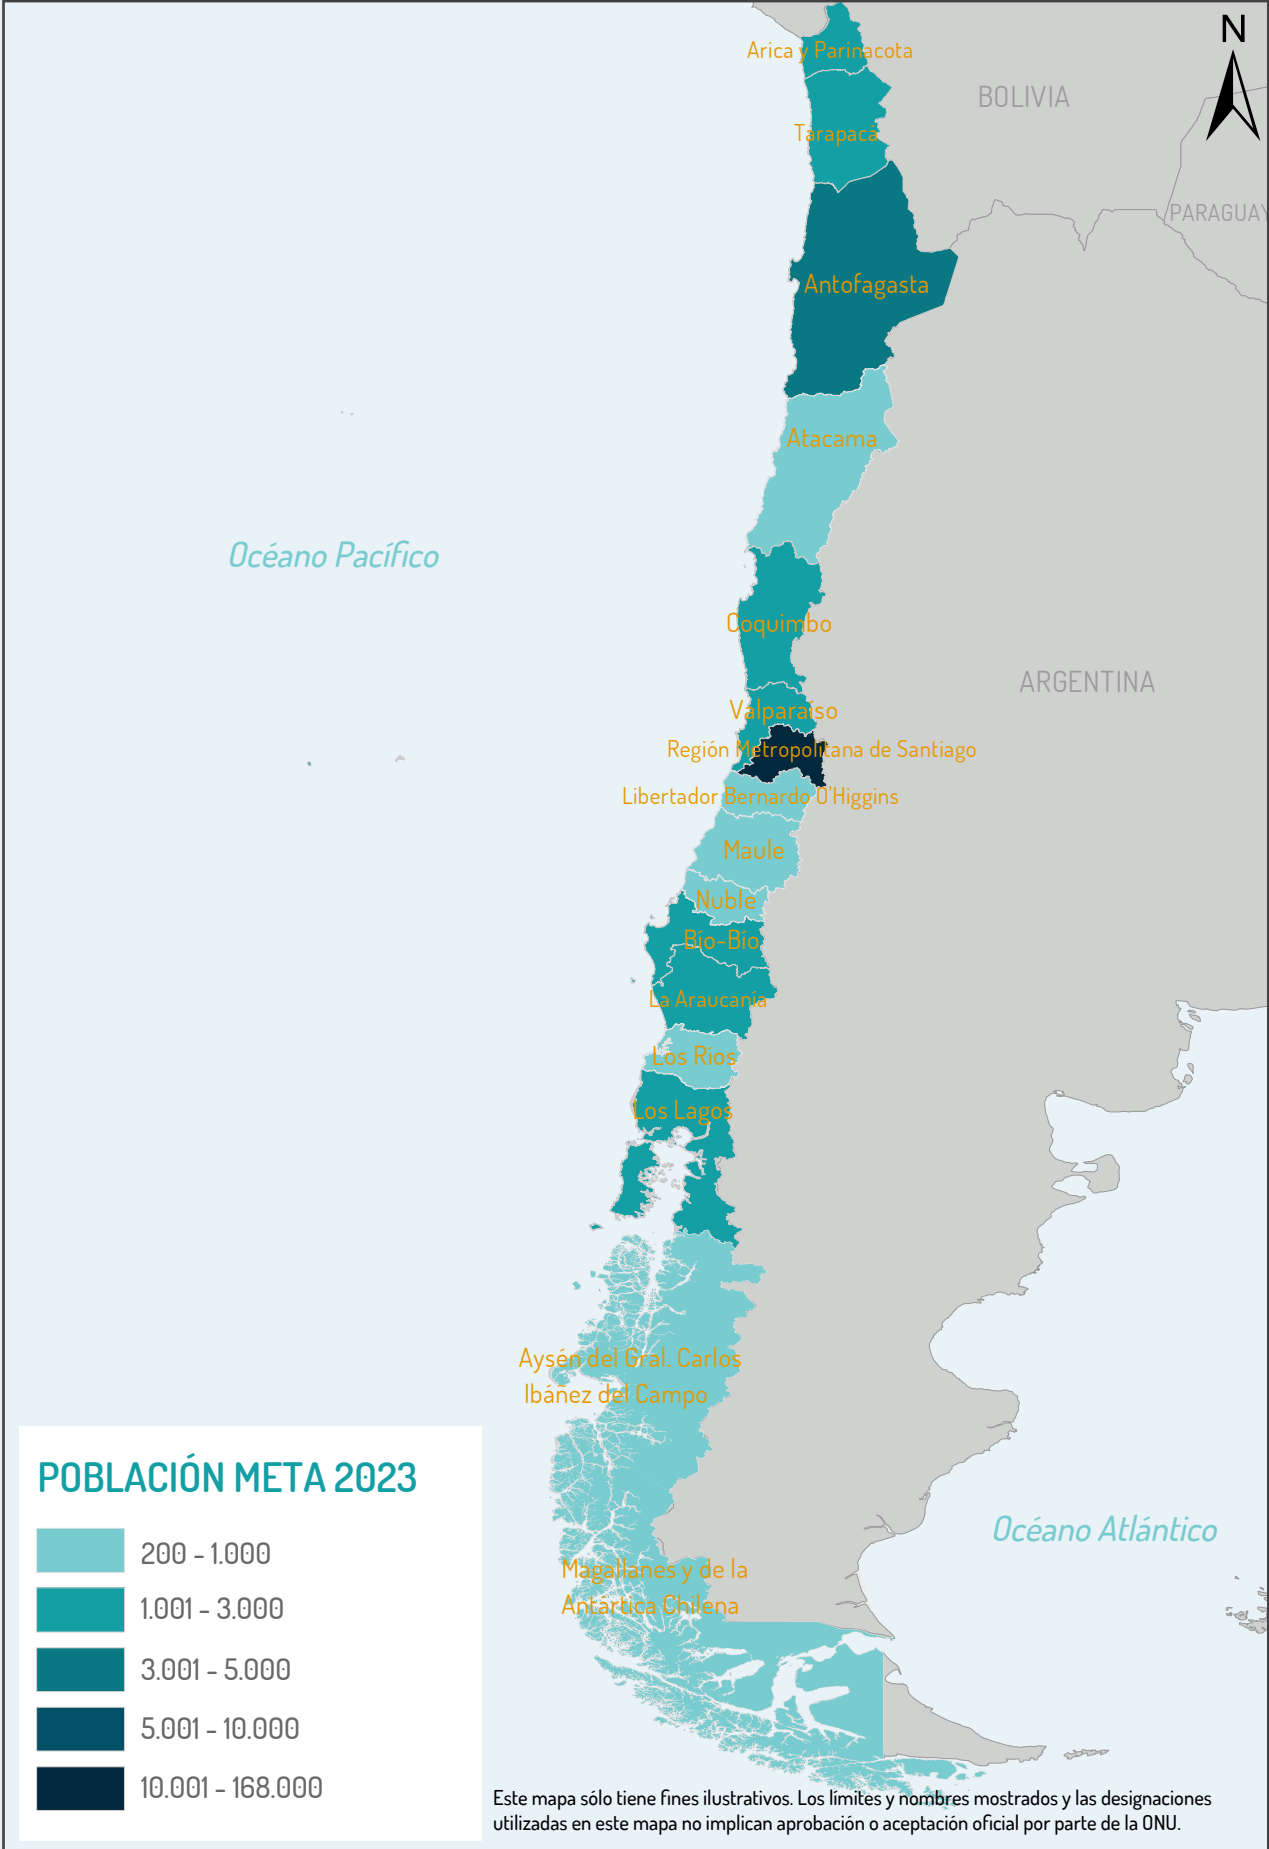 N
Arica y Parinacota
BOLIVIA
Tarapacá
PARAGUAY
Antofagasta
Atacama
Océano Pacífico
Coquimbo
ARGENTINA
Valparaíso
Región Metropolitana de Santiago
Libertador Bernardo O'Higgins
Maule
Ñuble
Bío-Bío
La Araucanía
Los Ríos
Los Lagos
Aysén del Gral. Carlos
Ibáñez del Campo
POBLACIÓN META 2023
200 - 1.000
1.001 - 3.000
3.001 - 5.000
5.001 - 10.000
10.001 - 168.000
Océano Atlántico
Magallanes y de la
Antártica Chilena
Este mapa sólo tiene fines ilustrativos. Los límites y nombres mostrados y las designaciones
utilizadas en este mapa no implican aprobación o aceptación oficial por parte de la ONU.